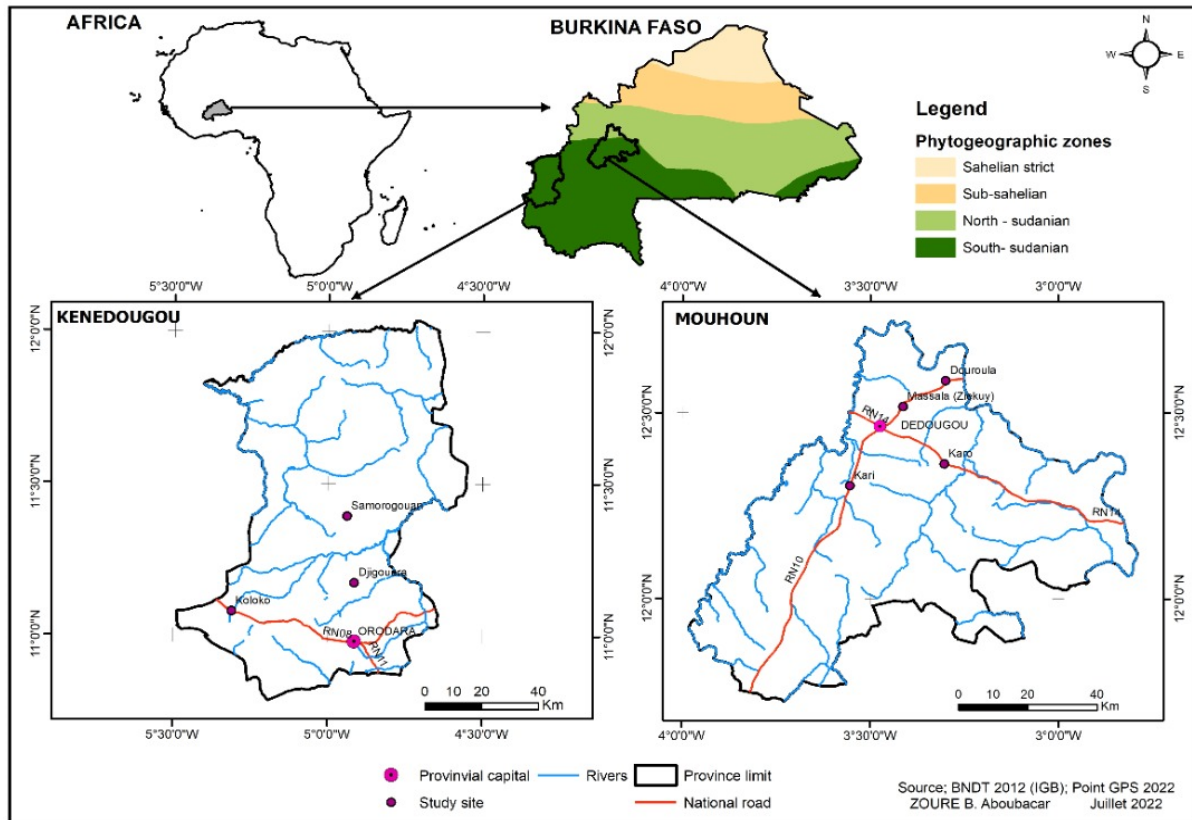 AFRICA
BURKINA FASO
N
W E
S
Legend
Phytogeographic zones
Sahelian strict
Sub-sahelian
North - sudanian
South- sudanian
5°30'0"W 5°0'0"W 4°30'0"W
KENEDOUGOU
12°0'0"N 12°0'0"N
11°30'0"N 11°30'0"N
Samorogouan
Djigouera
Koloko
RN08 ORODARA
RN11
11°0'0"N 11°0'0"N
0 10 20 40
Km
5°30'0"W 5°0'0"W 4°30'0"W
4°0'0"W 3°30'0"W 3°0'0"W
MOUHOUN
Douroula
Massala (Ziekuy)
RN14
DEDOUGOU
12°30'0"N 12°30'0"N
Karo
Kari
RN14
RN10
12°0'0"N 12°0'0"N
0 10 20 40
Km
4°0'0"W 3°30'0"W 3°0'0"W
Provinvial capital
Rivers
Province limit
Study site
National road
Source; BNDT 2012 (IGB); Point GPS 2022
ZOURE B. Aboubacar Juillet 2022